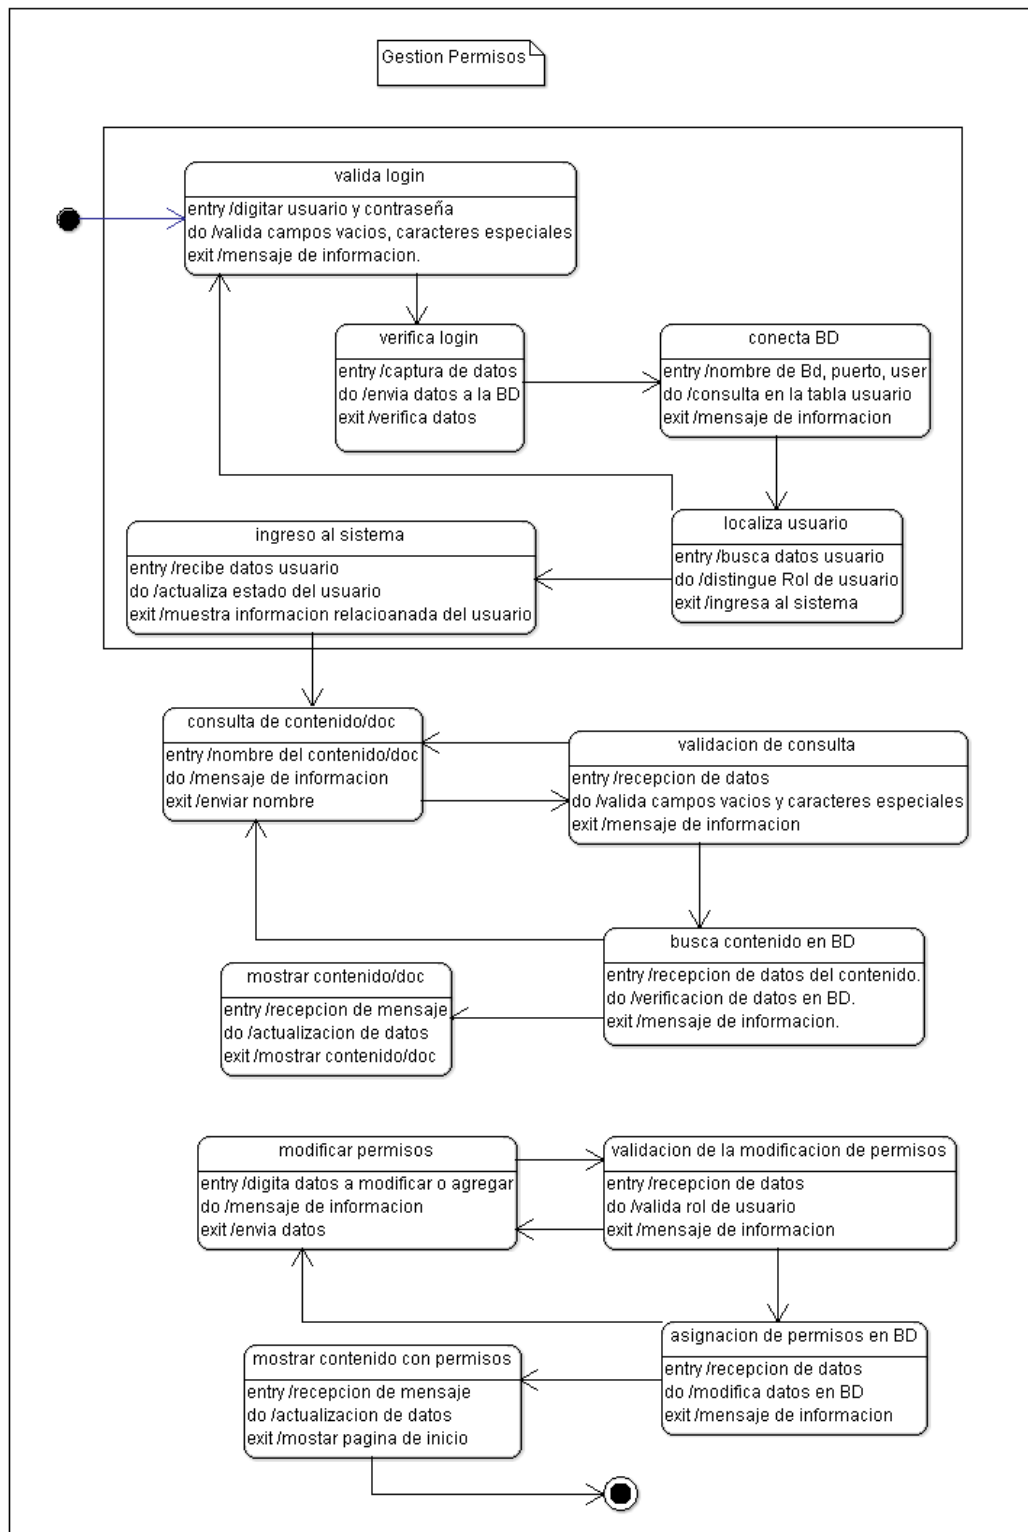 Gestion Permisos
valida login
entry /digitar usuario y contraseña
do /valida campos vacios, caracteres especiales
exit /mensaje de informacion.
verifica login
entry /captura de datos
do /envia datos a la BD
exit /verifica datos
conecta BD
entry /nombre de Bd, puerto, user
do /consulta en la tabla usuario
exit /mensaje de informacion
localiza usuario
entry /busca datos usuario
do /distingue Rol de usuario
exit /ingresa al sistema
ingreso al sistema
entry /recibe datos usuario
do /actualiza estado del usuario
exit /muestra informacion relacioanada del usuario
consulta de contenido/doc
entry /nombre del contenido/doc
do /mensaje de informacion
exit /enviar nombre
validacion de consulta
entry /recepcion de datos
do /valida campos vacios y caracteres especiales
exit /mensaje de informacion
busca contenido en BD
entry /recepcion de datos del contenido.
do /verificacion de datos en BD.
exit /mensaje de informacion.
mostrar contenido/doc
entry /recepcion de mensaje
do /actualizacion de datos
exit /mostrar contenido/doc
modificar permisos
entry /digita datos a modificar o agregar
do /mensaje de informacion
exit /envia datos
validacion de la modificacion de permisos
entry /recepcion de datos
do /valida rol de usuario
exit /mensaje de informacion
asignacion de permisos en BD
entry /recepcion de datos
do /modifica datos en BD
exit /mensaje de informacion
mostrar contenido con permisos
entry /recepcion de mensaje
do /actualizacion de datos
exit /mostar pagina de inicio